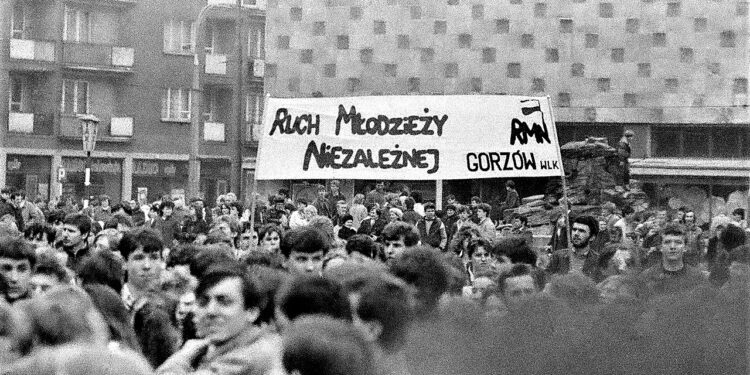 RUCH MŁODZIEŻY
NIEZALEŻNEJ
RMN
GORZÓW WLK